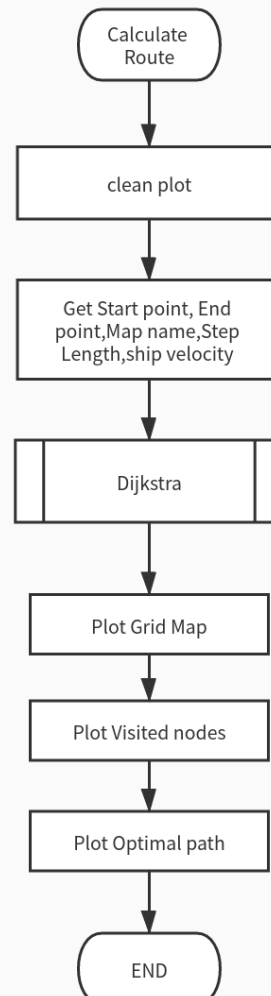 Calculate
Route
clean plot
Get Start point, End
point,Map name,Step
Length,ship velocity
Dijkstra
Plot Grid Map
Plot Visited nodes
Plot Optimal path
END